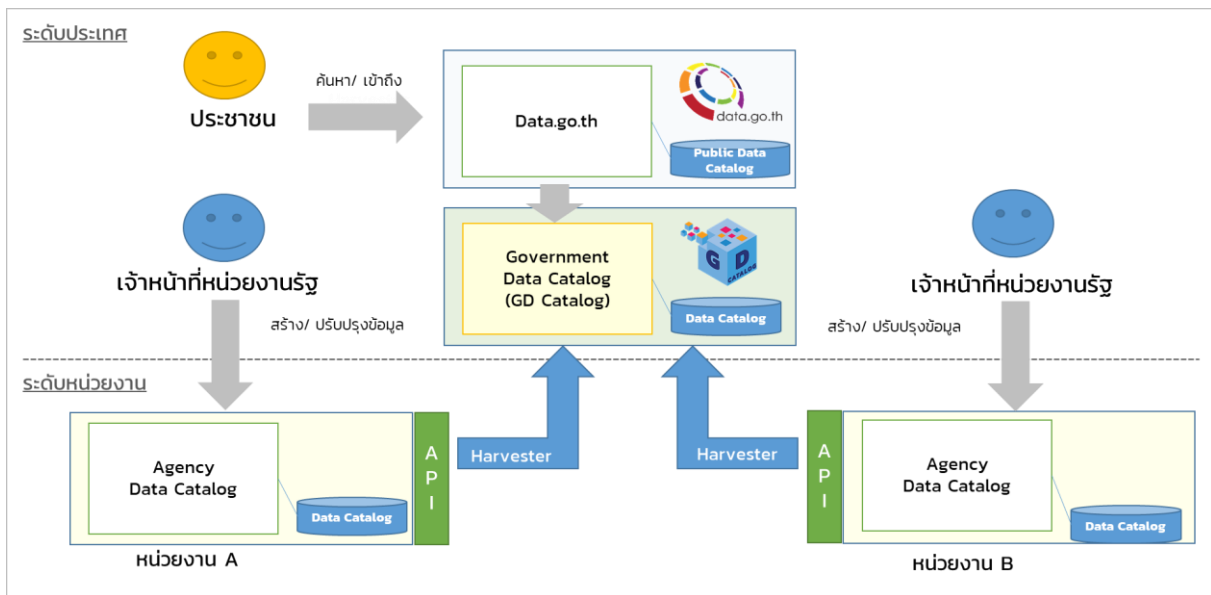 ระดับประเทศ
ประชาชน
ค้นหา/ เข้าถึง
Data.go.th
data.go.th
Public Data
Catalog
เจ้าหน้าที่หน่วยงานรัฐ
สร้าง/ ปรับปรุงข้อมูล
Government
Data Catalog
(GD Catalog)
G D
CATALOG
Data Catalog
เจ้าหน้าที่หน่วยงานรัฐ
สร้าง/ ปรับปรุงข้อมูล
ระดับหน่วยงาน
Agency
Data Catalog
Data Catalog
A
P
I
Harvester
หน่วยงาน A
Harvester
A
P
I
Agency
Data Catalog
Data Catalog
หน่วยงาน B